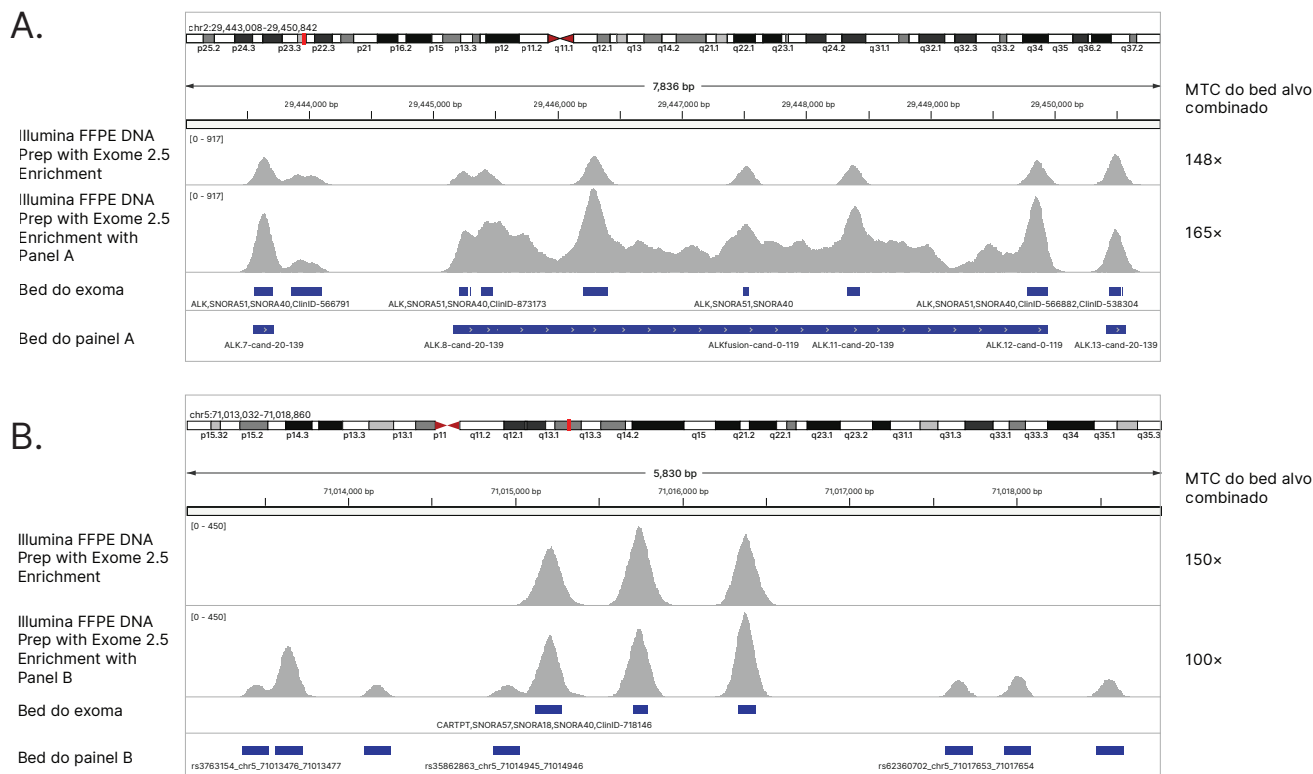 A.
chr2:29,443,008-29,450,842
p25.2 p24.3 p23.3 p22.3 p21 p16.2 p15 p13.3 p12 p11.2 q11.1 q12.1 q13 q14.2 q21.1 q22.1 q23.1 q24.2 q31.1 q32.1 q32.3 q33.2 q34 q35 q36.2 q37.2
7,836 bp
29,444,000 bp 29,445,000 bp 29,446,000 bp 29,447,000 bp 29,448,000 bp 29,449,000 bp 29,450,000 bp
MTC do bed alvo
combinado
Illumina FFPE DNA
Prep with Exome 2.5
Enrichment
[0 - 917]
148×
Illumina FFPE DNA
Prep with Exome 2.5
Enrichment with
Panel A
[0 - 917]
165×
Bed do exoma
ALK,SNORA51,SNORA40,ClinID-566791 ALK,SNORA51,SNORA40,ClinID-873173 ALK,SNORA51,SNORA40 ALK,SNORA51,SNORA40,ClinID-566882,ClinID-538304
Bed do painel A
ALK.7-cand-20-139 ALK.8-cand-20-139 ALKfusion-cand-0-119 ALK.11-cand-20-139 ALK.12-cand-0-119 ALK.13-cand-20-139
B.
chr5:71,013,032-71,018,860
p15.32 p15.2 p14.3 p13.3 p13.1 p11 q11.2 q12.1 q13.1 q13.3 q14.2 q15 q21.2 q22.1 q23.1 q23.2 q31.1 q31.3 q33.1 q33.3 q34 q35.1 q35.3
5,830 bp
71,014,000 bp 71,015,000 bp 71,016,000 bp 71,017,000 bp 71,018,000 bp
MTC do bed alvo
combinado
Illumina FFPE DNA
Prep with Exome 2.5
Enrichment
[0 - 450]
150×
Illumina FFPE DNA
Prep with Exome 2.5
Enrichment with
Panel B
[0 - 450]
100×
Bed do exoma
CARTPT,SNORA57,SNORA18,SNORA40,ClinID-718146
Bed do painel B
rs3763154_chr5_71013476_71013477 rs35862863_chr5_71014945_71014946 rs62360702_chr5_71017653_71017654